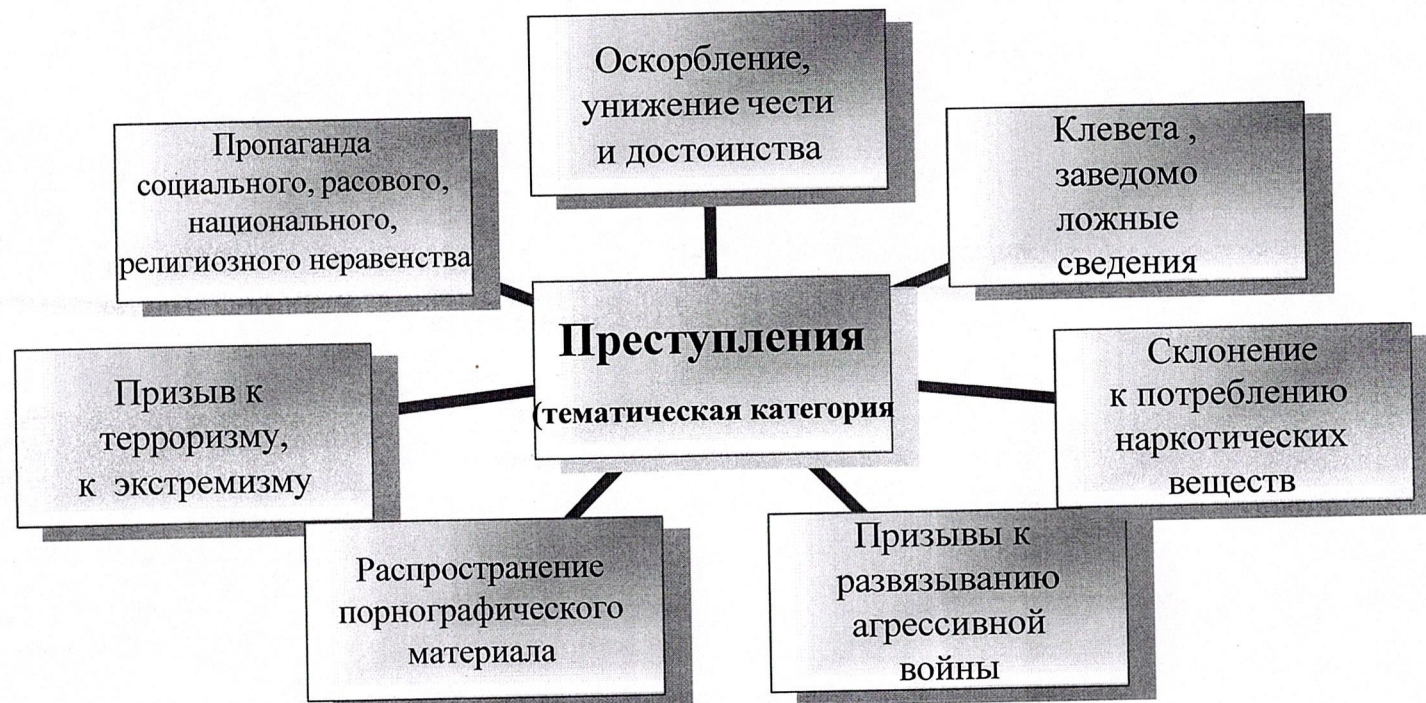 Оскорбление,
унижение чести
и достоинства
Пропаганда
социального, расового,
национального,
религиозного неравенства
Клевета ,
заведомо
ложные
сведения
Преступления
(тематическая категория
Призыв к
терроризму,
к экстремизму
Склонение
к потреблению
наркотических
веществ
Распространение
порнографического
материала
Призывы к
развязыванию
агрессивной
войны